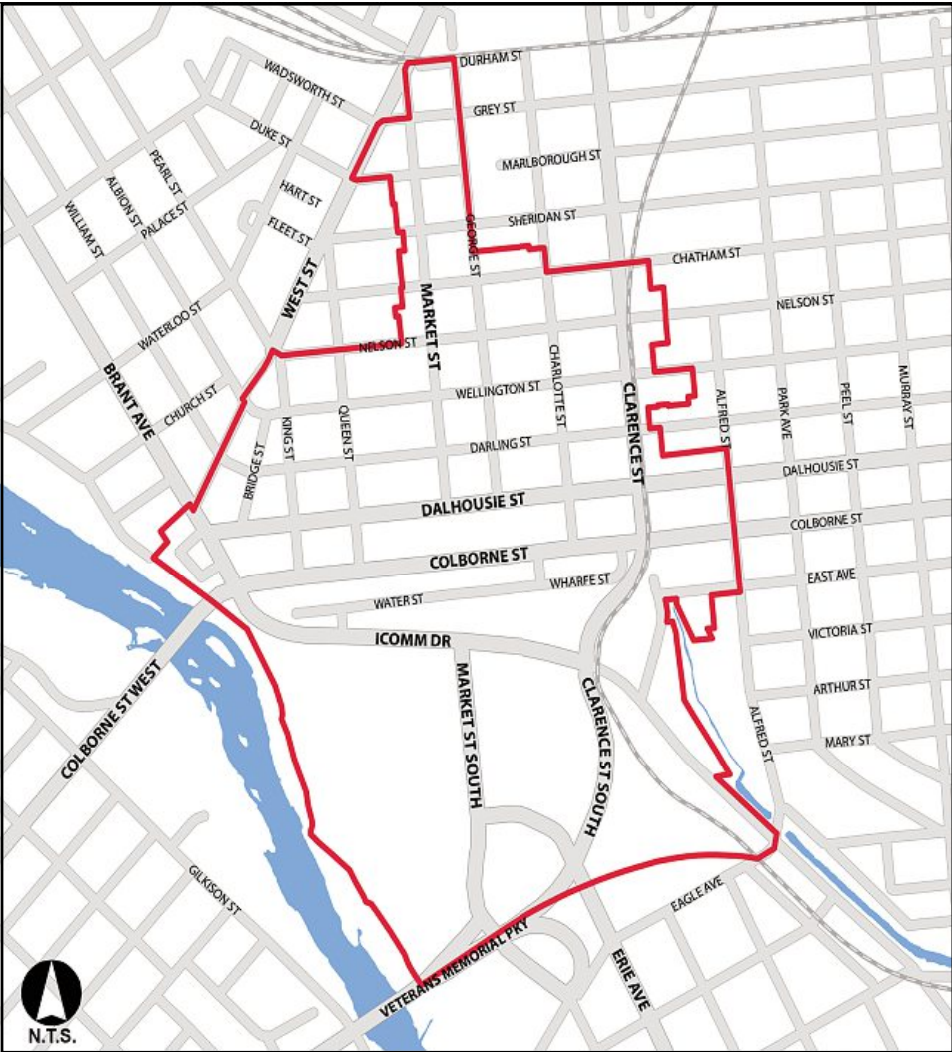 DURHAM ST
WADSWORTH ST
GREY ST
DUKE ST
MARLBOROUGH ST
PEARL ST
ALBION ST
HART ST
WILLIAM ST
PALACE ST
SHERIDAN ST
FLEET ST
GEORGE ST
CHATHAM ST
WEST ST
MARKET ST
NELSON ST
WATERLOO ST
NELSON ST
BRANT AVE
CHURCH ST
WELLINGTON ST
CHARLOTTE ST
CLARENCE ST
ALFRED ST
PARK AVE
PEEL ST
MURRAY ST
KING ST
QUEEN ST
BRIDGE ST
DARLING ST
DALHOUSIE ST
DALHOUSIE ST
COLBORNE ST
COLBORNE ST
WHARFE ST
EAST AVE
WATER ST
ICOMM DR
VICTORIA ST
COLBORNE ST WEST
MARKET ST SOUTH
CLARENCE ST SOUTH
ARTHUR ST
ALFRED ST
MARY ST
GILKISON ST
EAGLE AVE
VETERANS MEMORIAL PKY
ERIE AVE
N.T.S.